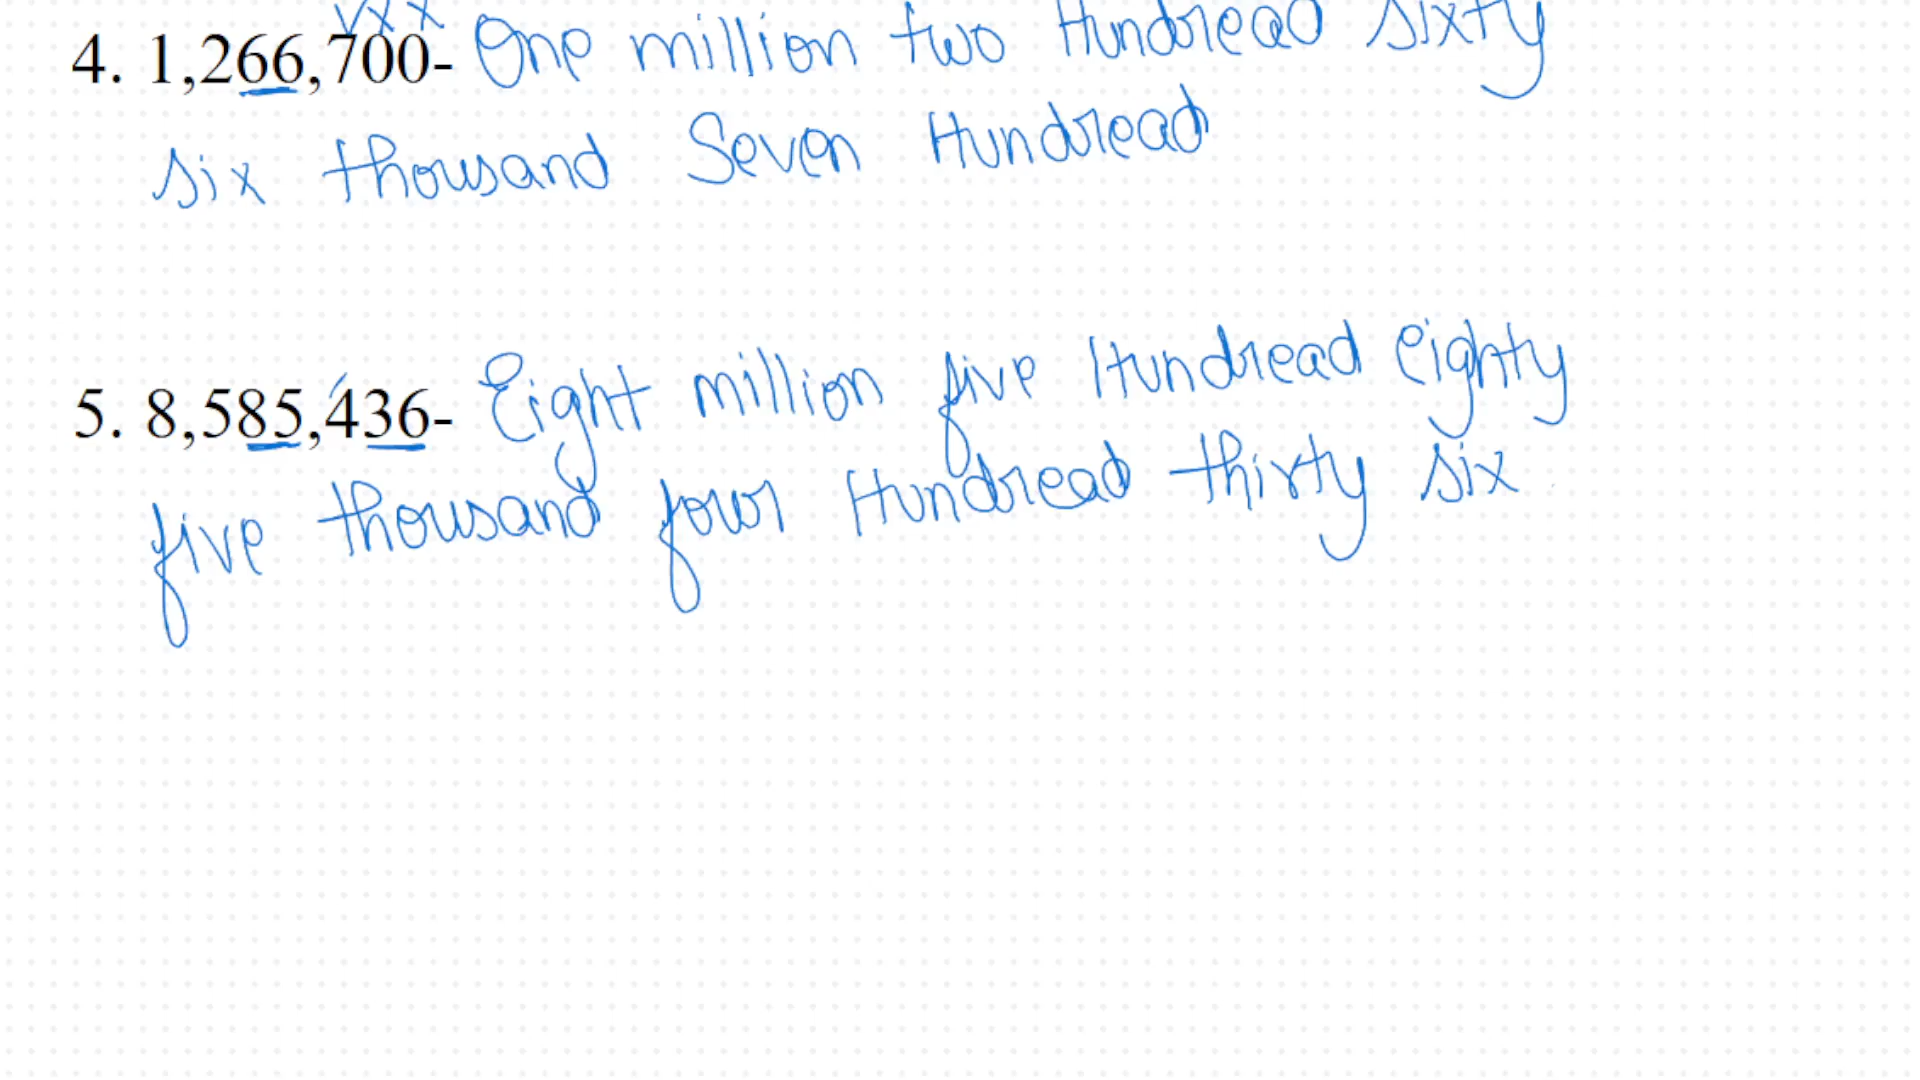 4. 1,266,700- One million two Hundread sixty
six thousand Seven Hundread
5. 8,585,436- Eight million five Hundread eighty
five thousand four Hundread thirty six